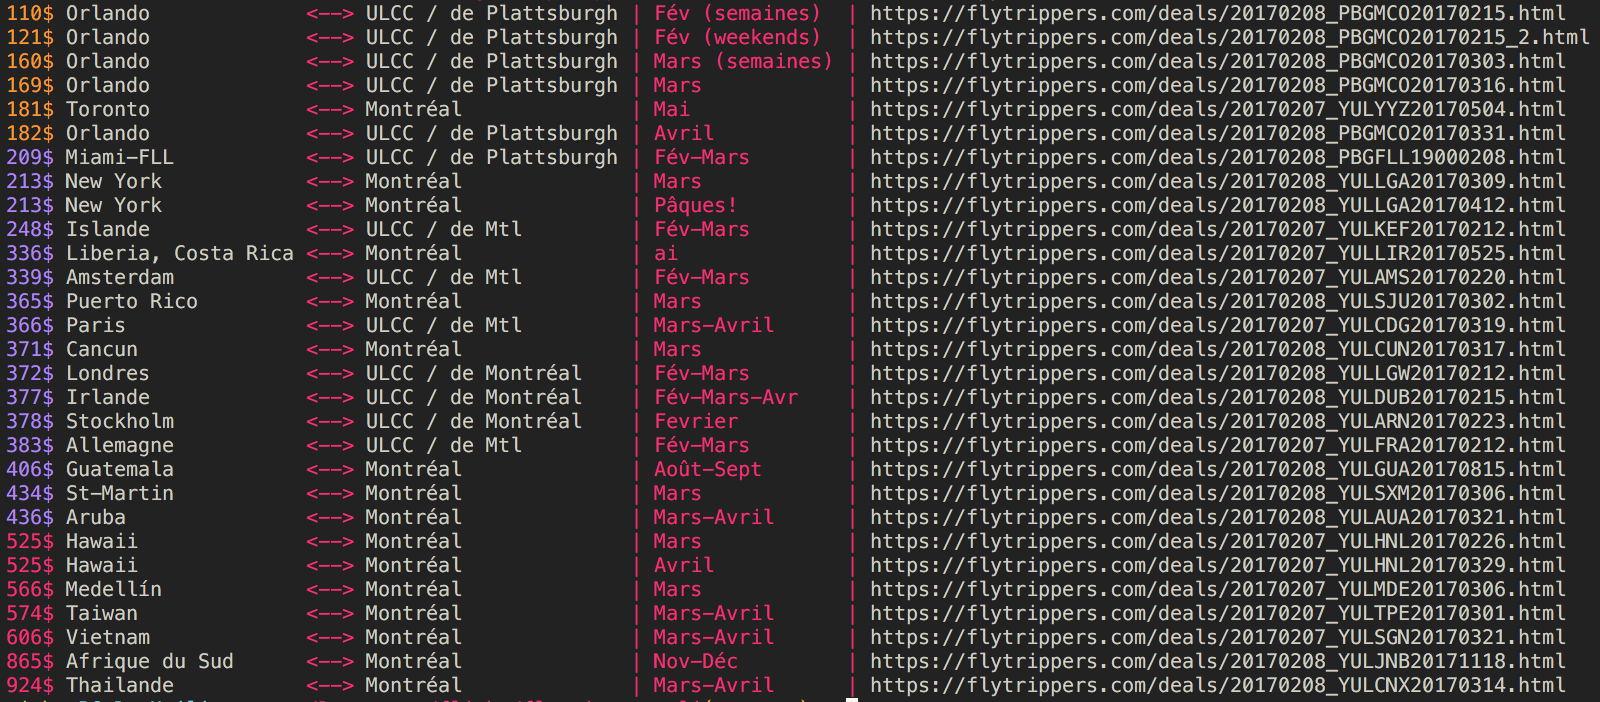 110$ Orlando <--> ULCC / de Plattsburgh | Fév (semaines) | https://flytrippers.com/deals/20170208_PBGMCO20170215.html
121$ Orlando <--> ULCC / de Plattsburgh | Fév (weekends) | https://flytrippers.com/deals/20170208_PBGMCO20170215_2.html
160$ Orlando <--> ULCC / de Plattsburgh | Mars (semaines) | https://flytrippers.com/deals/20170208_PBGMCO20170303.html
169$ Orlando <--> ULCC / de Plattsburgh | Mars | https://flytrippers.com/deals/20170208_PBGMCO20170316.html
181$ Toronto <--> Montréal | Mai | https://flytrippers.com/deals/20170207_YULYYZ20170504.html
182$ Orlando <--> ULCC / de Plattsburgh | Avril | https://flytrippers.com/deals/20170208_PBGMCO20170331.html
209$ Miami-FLL <--> ULCC / de Plattsburgh | Fév-Mars | https://flytrippers.com/deals/20170208_PBGFLL19000208.html
213$ New York <--> Montréal | Mars | https://flytrippers.com/deals/20170208_YULLGA20170309.html
213$ New York <--> Montréal | Pâques! | https://flytrippers.com/deals/20170208_YULLGA20170412.html
248$ Islande <--> ULCC / de Mtl | Fév-Mars | https://flytrippers.com/deals/20170207_YULKEF20170212.html
336$ Liberia, Costa Rica <--> Montréal | ai | https://flytrippers.com/deals/20170207_YULLIR20170525.html
339$ Amsterdam <--> ULCC / de Mtl | Fév-Mars | https://flytrippers.com/deals/20170207_YULAMS20170220.html
365$ Puerto Rico <--> Montréal | Mars | https://flytrippers.com/deals/20170208_YULSJU20170302.html
366$ Paris <--> ULCC / de Mtl | Mars-Avril | https://flytrippers.com/deals/20170207_YULCDG20170319.html
371$ Cancun <--> Montréal | Mars | https://flytrippers.com/deals/20170207_YULCUN20170317.html
372$ Londres <--> ULCC / de Montréal | Fév-Mars | https://flytrippers.com/deals/20170208_YULLGW20170212.html
377$ Irlande <--> ULCC / de Montréal | Fév-Mars-Avr | https://flytrippers.com/deals/20170208_YULDUB20170215.html
378$ Stockholm <--> ULCC / de Montréal | Fevrier | https://flytrippers.com/deals/20170208_YULARN20170223.html
383$ Allemagne <--> ULCC / de Mtl | Fév-Mars | https://flytrippers.com/deals/20170207_YULFRA20170212.html
406$ Guatemala <--> Montréal | Août-Sept | https://flytrippers.com/deals/20170208_YULGUA20170815.html
434$ St-Martin <--> Montréal | Mars | https://flytrippers.com/deals/20170208_YULSXM20170306.html
436$ Aruba <--> Montréal | Mars-Avril | https://flytrippers.com/deals/20170208_YULAUA20170321.html
525$ Hawaii <--> Montréal | Mars | https://flytrippers.com/deals/20170207_YULHNL20170226.html
525$ Hawaii <--> Montréal | Avril | https://flytrippers.com/deals/20170207_YULHNL20170329.html
566$ Medellín <--> Montréal | Mars | https://flytrippers.com/deals/20170207_YULMDE20170306.html
574$ Taiwan <--> Montréal | Mars-Avril | https://flytrippers.com/deals/20170207_YULTPE20170301.html
606$ Vietnam <--> Montréal | Mars-Avril | https://flytrippers.com/deals/20170207_YULSGN20170321.html
865$ Afrique du Sud <--> Montréal | Nov-Déc | https://flytrippers.com/deals/20170208_YULJNB20171118.html
924$ Thailande <--> Montréal | Mars-Avril | https://flytrippers.com/deals/20170208_YULCNX20170314.html